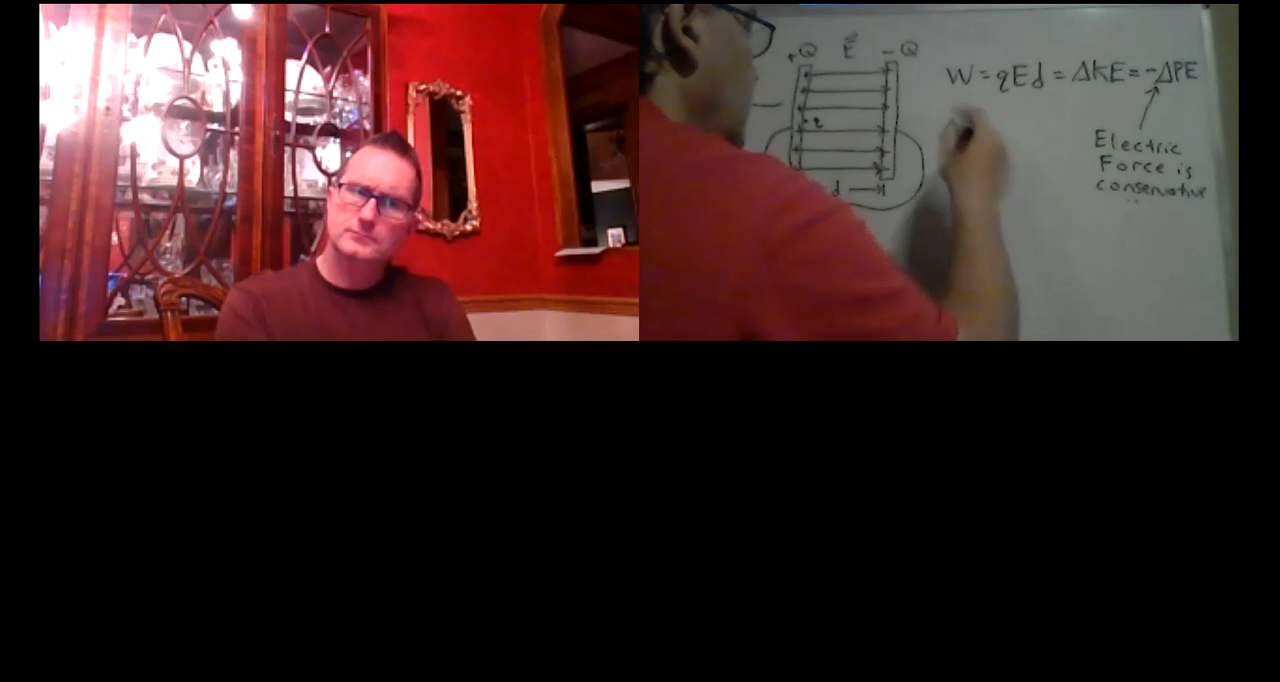 +Q E -Q
W = qEd = ΔKE = -ΔPE
q
d
Electric
Force is
conservative